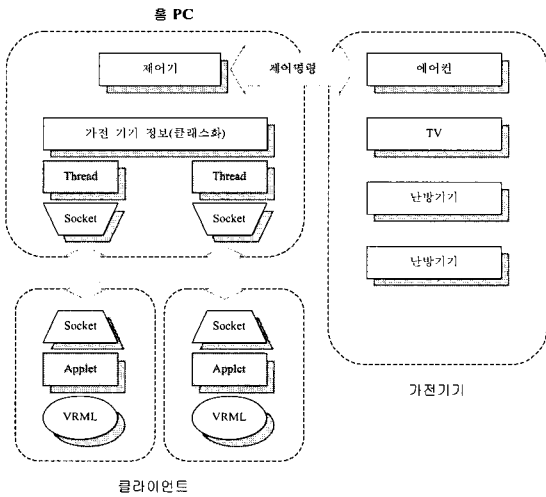 홈 PC
제어기
제어명령
에어컨
가전 기기 정보(클래스화)
TV
Thread
Thread
Socket
Socket
난방기기
난방기기
Socket
Socket
Applet
Applet
VRML
VRML
가전기기
클라이언트